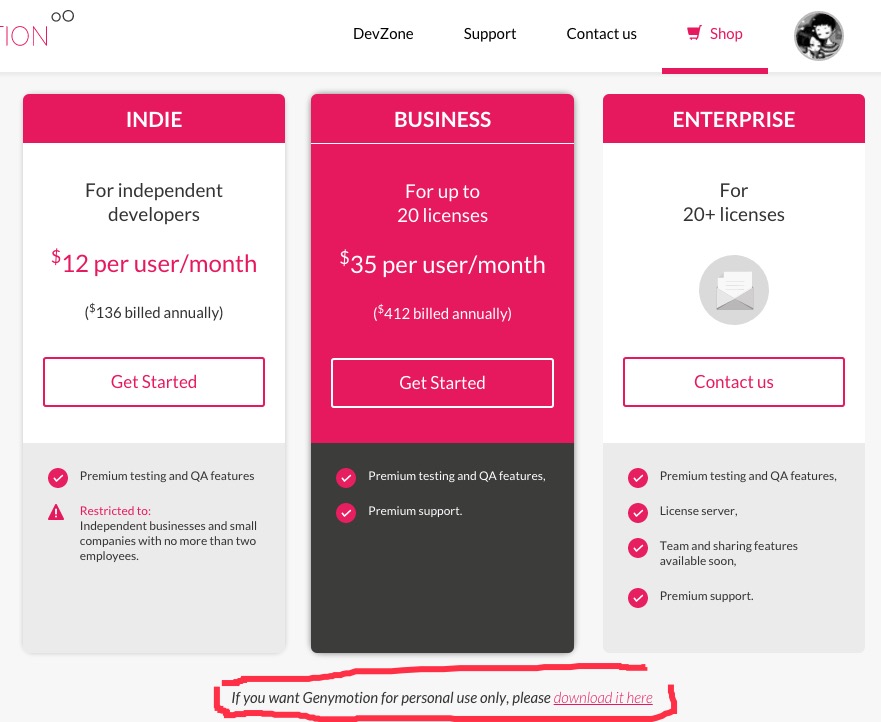 TION
DevZone
Support
Contact us
Shop
INDIE
For independent
developers
$12 per user/month
($136 billed annually)
Get Started
Premium testing and QA features
Restricted to:
Independent businesses and small
companies with no more than two
employees.
BUSINESS
For up to
20 licenses
$35 per user/month
($412 billed annually)
Get Started
Premium testing and QA features,
Premium support.
ENTERPRISE
For
20+ licenses
Contact us
Premium testing and QA features,
License server,
Team and sharing features
available soon,
Premium support.
If you want Genymotion for personal use only, please download it here